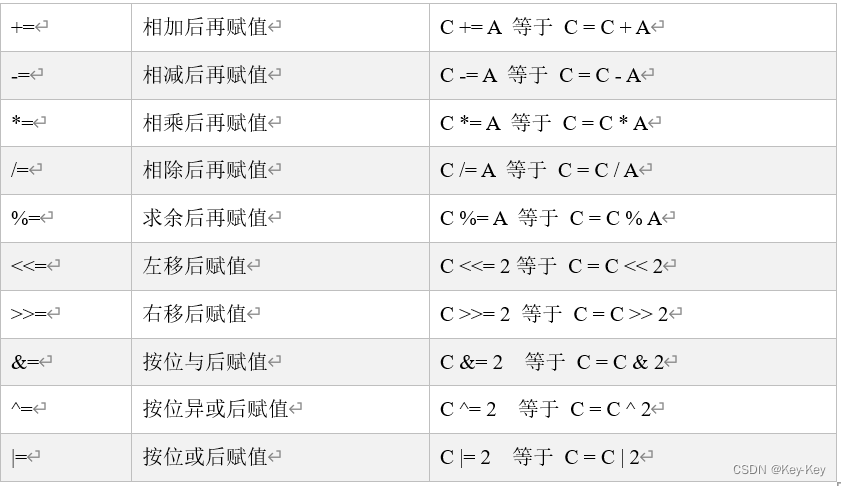 += 相加后再赋值 C += A 等于 C = C + A
-= 相减后再赋值 C -= A 等于 C = C - A
*= 相乘后再赋值 C *= A 等于 C = C * A
/= 相除后再赋值 C /= A 等于 C = C / A
%= 求余后再赋值 C %= A 等于 C = C % A
<<= 左移后赋值 C <<= 2 等于 C = C << 2
>>= 右移后赋值 C >>= 2 等于 C = C >> 2
&= 按位与后赋值 C &= 2 等于 C = C & 2
^= 按位异或后赋值 C ^= 2 等于 C = C ^ 2
|= 按位或后赋值 C |= 2 等于 C = C | 2
CSDN @Key-Key